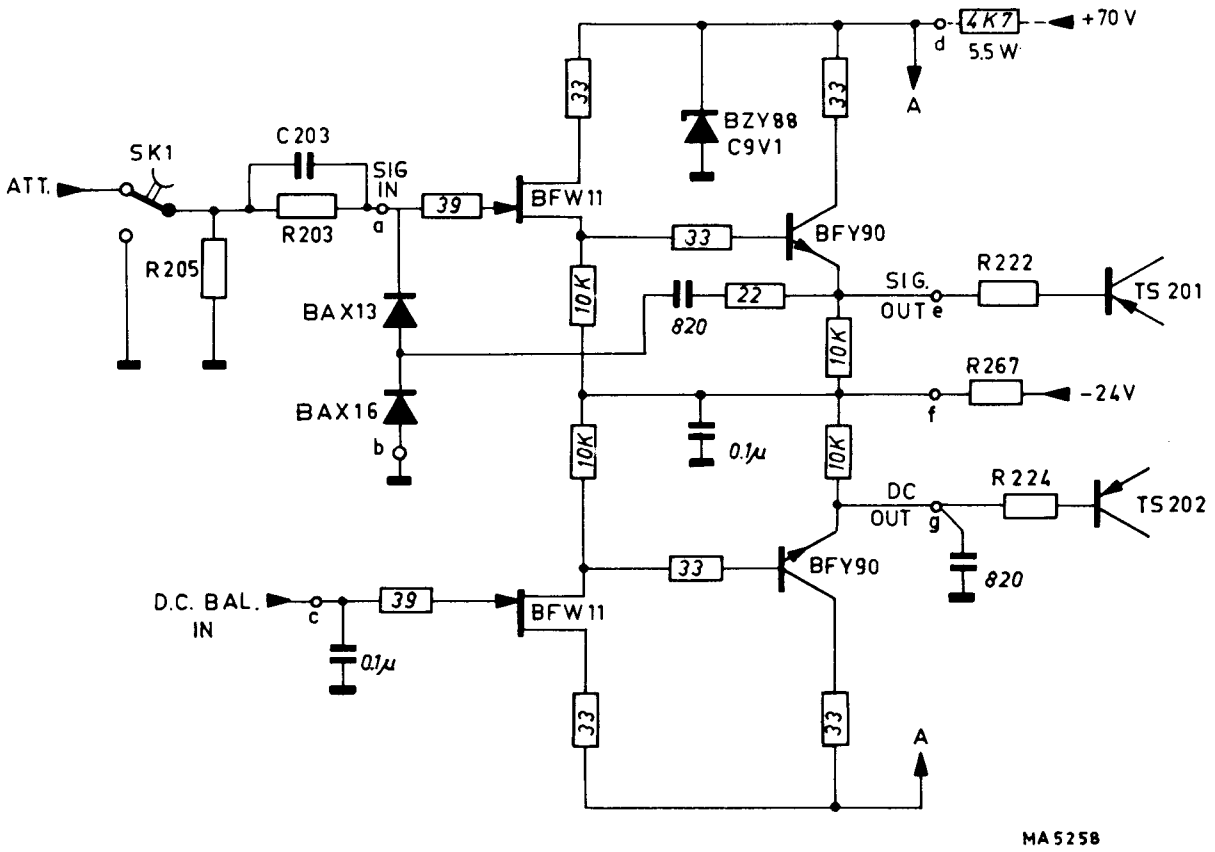 4K7
+70 V
d
5.5 W
33
33
A
BZY88
C9V1
C203
SK1
ATT.
SIG
IN
a
39
BFW11
R203
33
BFY90
R205
R222
SIG.
OUT e
TS 201
22
820
10K
BAX13
10K
R267
-24V
f
BAX16
b
10K
0.1µ
10K
R 224
DC
OUT g
TS 202
33
BFY90
820
D.C. BAL.
IN
c
39
BFW11
0.1µ
33
33
A
MA5258